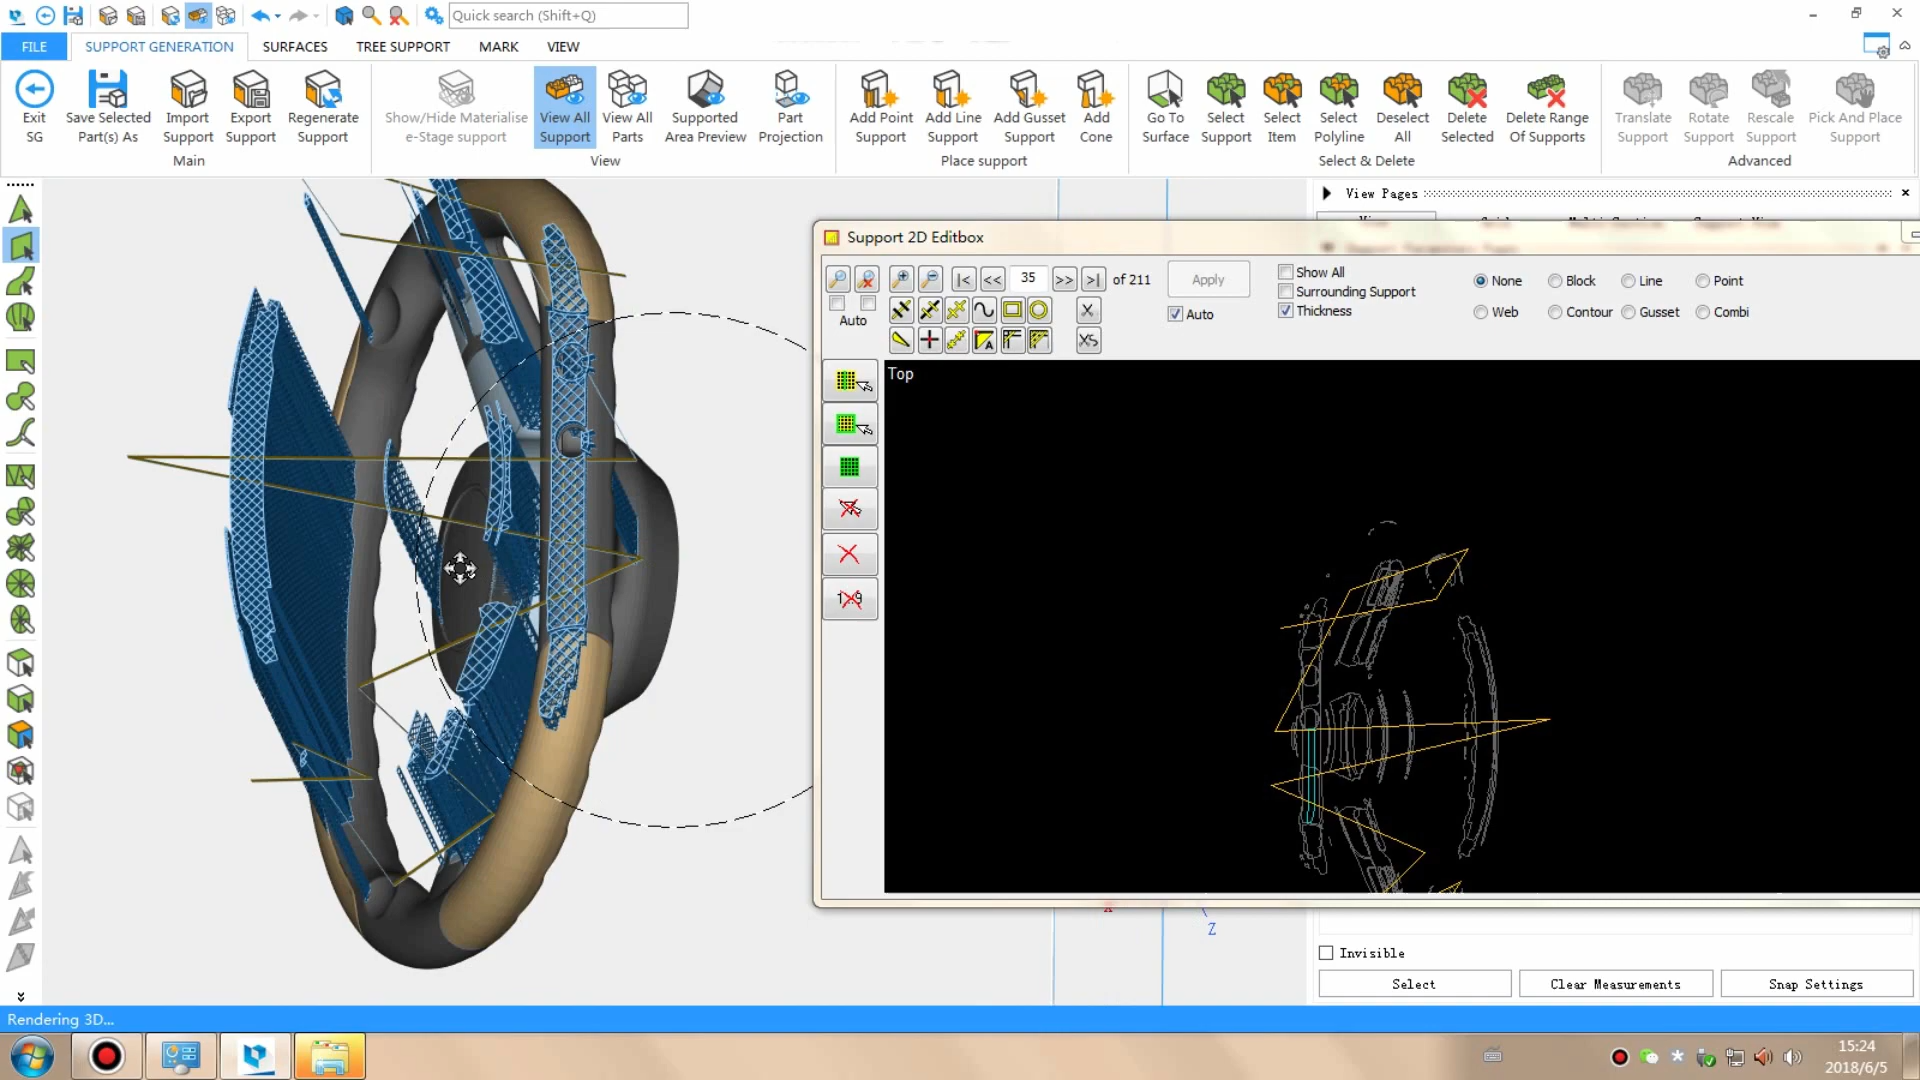 Quick search (Shift+Q)
FILE
SUPPORT GENERATION
SURFACES
TREE SUPPORT
MARK
VIEW
Exit SG
Save Selected Part(s) As
Import Support
Export Support
Regenerate Support
Show/Hide Materialise e-Stage support
View All Support
View All Parts
Supported Area Preview
Part Projection
Add Point Support
Add Line Support
Add Gusset Support
Add Cone
Go To Surface
Select Support
Select Item
Select Polyline
Deselect All
Delete Selected
Delete Range Of Supports
Translate Support
Rotate Support
Rescale Support
Pick And Place Support
Main
View
Place support
Select & Delete
Advanced
View Pages
Support 2D Editbox
35
of 211
Apply
Auto
Auto
Show All
Surrounding Support
Thickness
None
Block
Line
Point
Web
Contour
Gusset
Combi
XS
Top
Z
Invisible
Select
Clear Measurements
Snap Settings
Rendering 3D...
15:24
2018/6/5